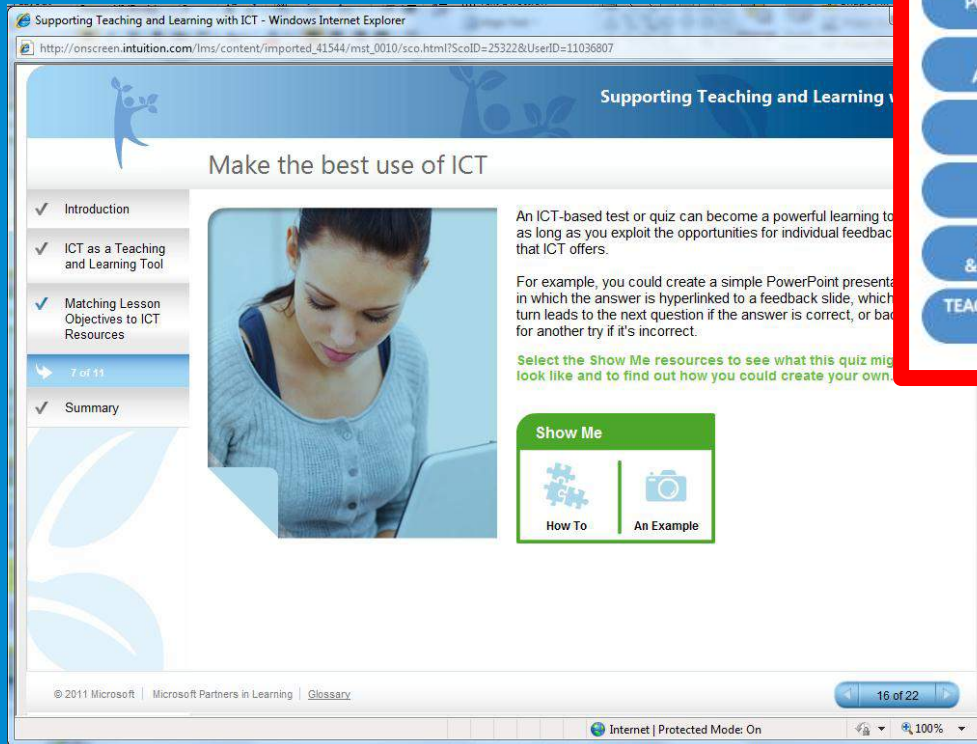 Supporting Teaching and Learning with ICT - Windows Internet Explorer
http://onscreen.intuition.com/lms/content/imported_41544/mst_0010/sco.html?ScoID=25322&UserID=11036807
Supporting Teaching and Learning
Make the best use of ICT
Introduction
ICT as a Teaching
and Learning Tool
Matching Lesson
Objectives to ICT
Resources
7 of 11
Summary
An ICT-based test or quiz can become a powerful learning
as long as you exploit the opportunities for individual
that ICT offers.
For example, you could create a simple PowerPoint
in which the answer is hyperlinked to a feedback slide, which
turn leads to the next question if the answer is correct, or
for another try if it's incorrect.
Select the Show Me resources to see what this quiz
look like and to find out how you could create your own.
Show Me
How To
An Example
© 2011 Microsoft | Microsoft Partners in Learning | Glossary
16 of 22
Internet | Protected Mode: On
100%
&